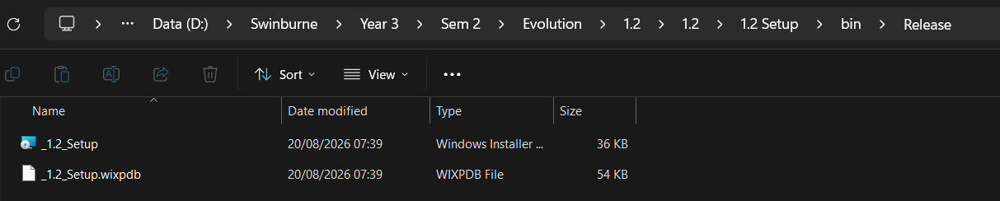 ··· Data (D:) Swinburne Year 3 Sem 2 Evolution 1.2 1.2 1.2 Setup bin Release
Sort View ···
Name Date modified Type Size
_1.2_Setup 20/08/2026 07:39 Windows Installer ... 36 KB
_1.2_Setup.wixpdb 20/08/2026 07:39 WIXPDB File 54 KB